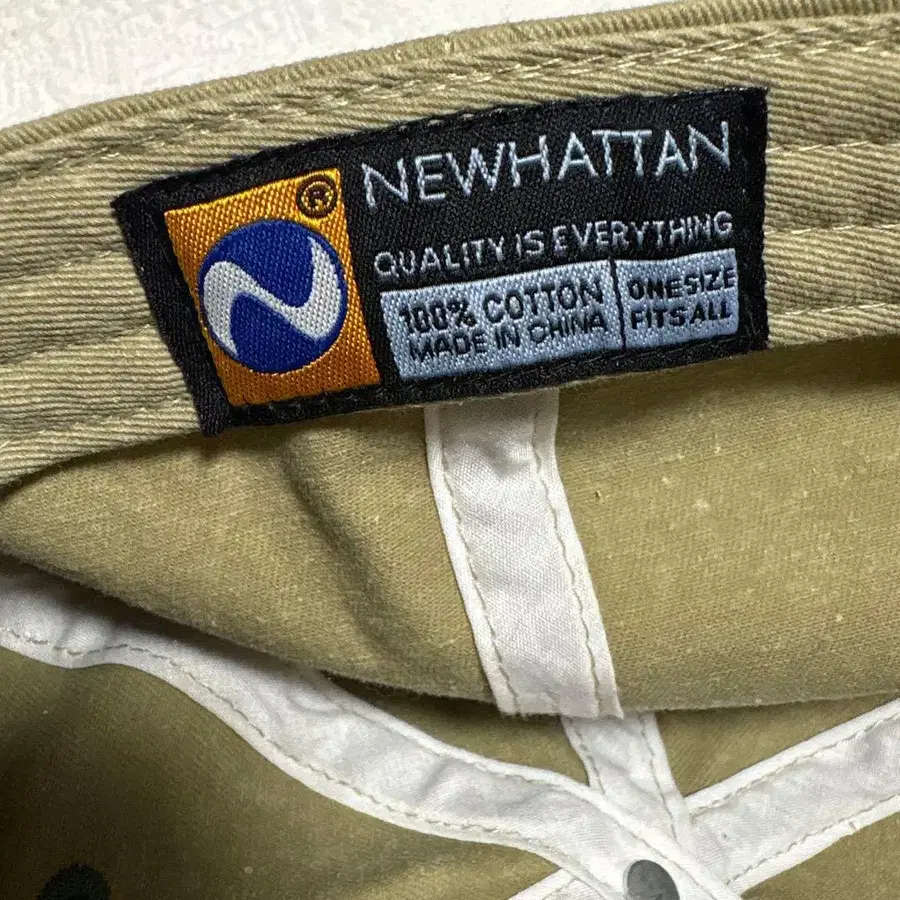 ®
NEWHATTAN
QUALITY IS EVERYTHING
100% COTTON
MADE IN CHINA
ONE SIZE
FITS ALL